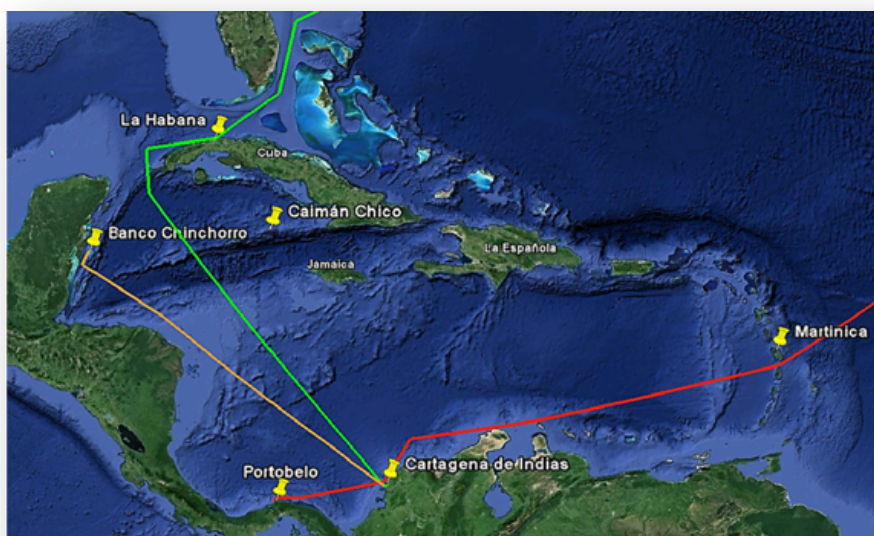 La Habana
Cuba
Caimán Chico
Banco Chinchorro
La Española
Jamaica
Martinica
Cartagena de Indias
Portobelo